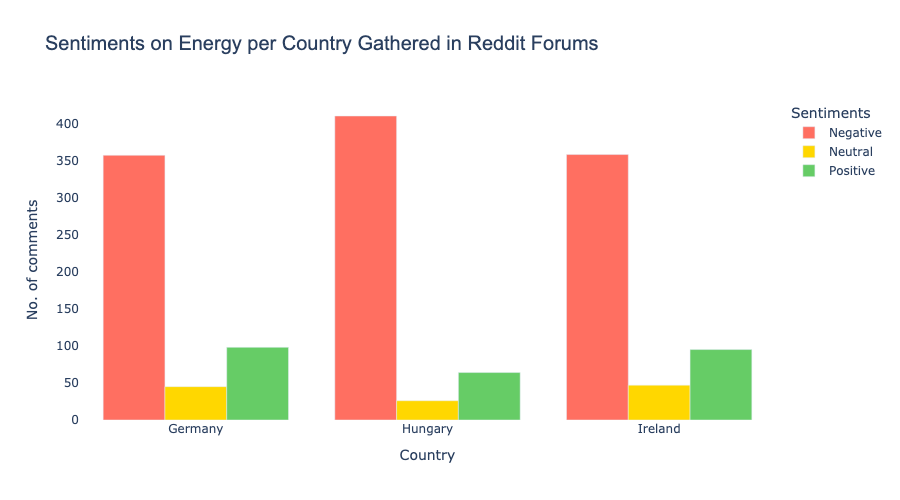 Sentiments on Energy per Country Gathered in Reddit Forums
Sentiments
Negative
Neutral
Positive
No. of comments
400
350
300
250
200
150
100
50
0
Germany
Hungary
Ireland
Country